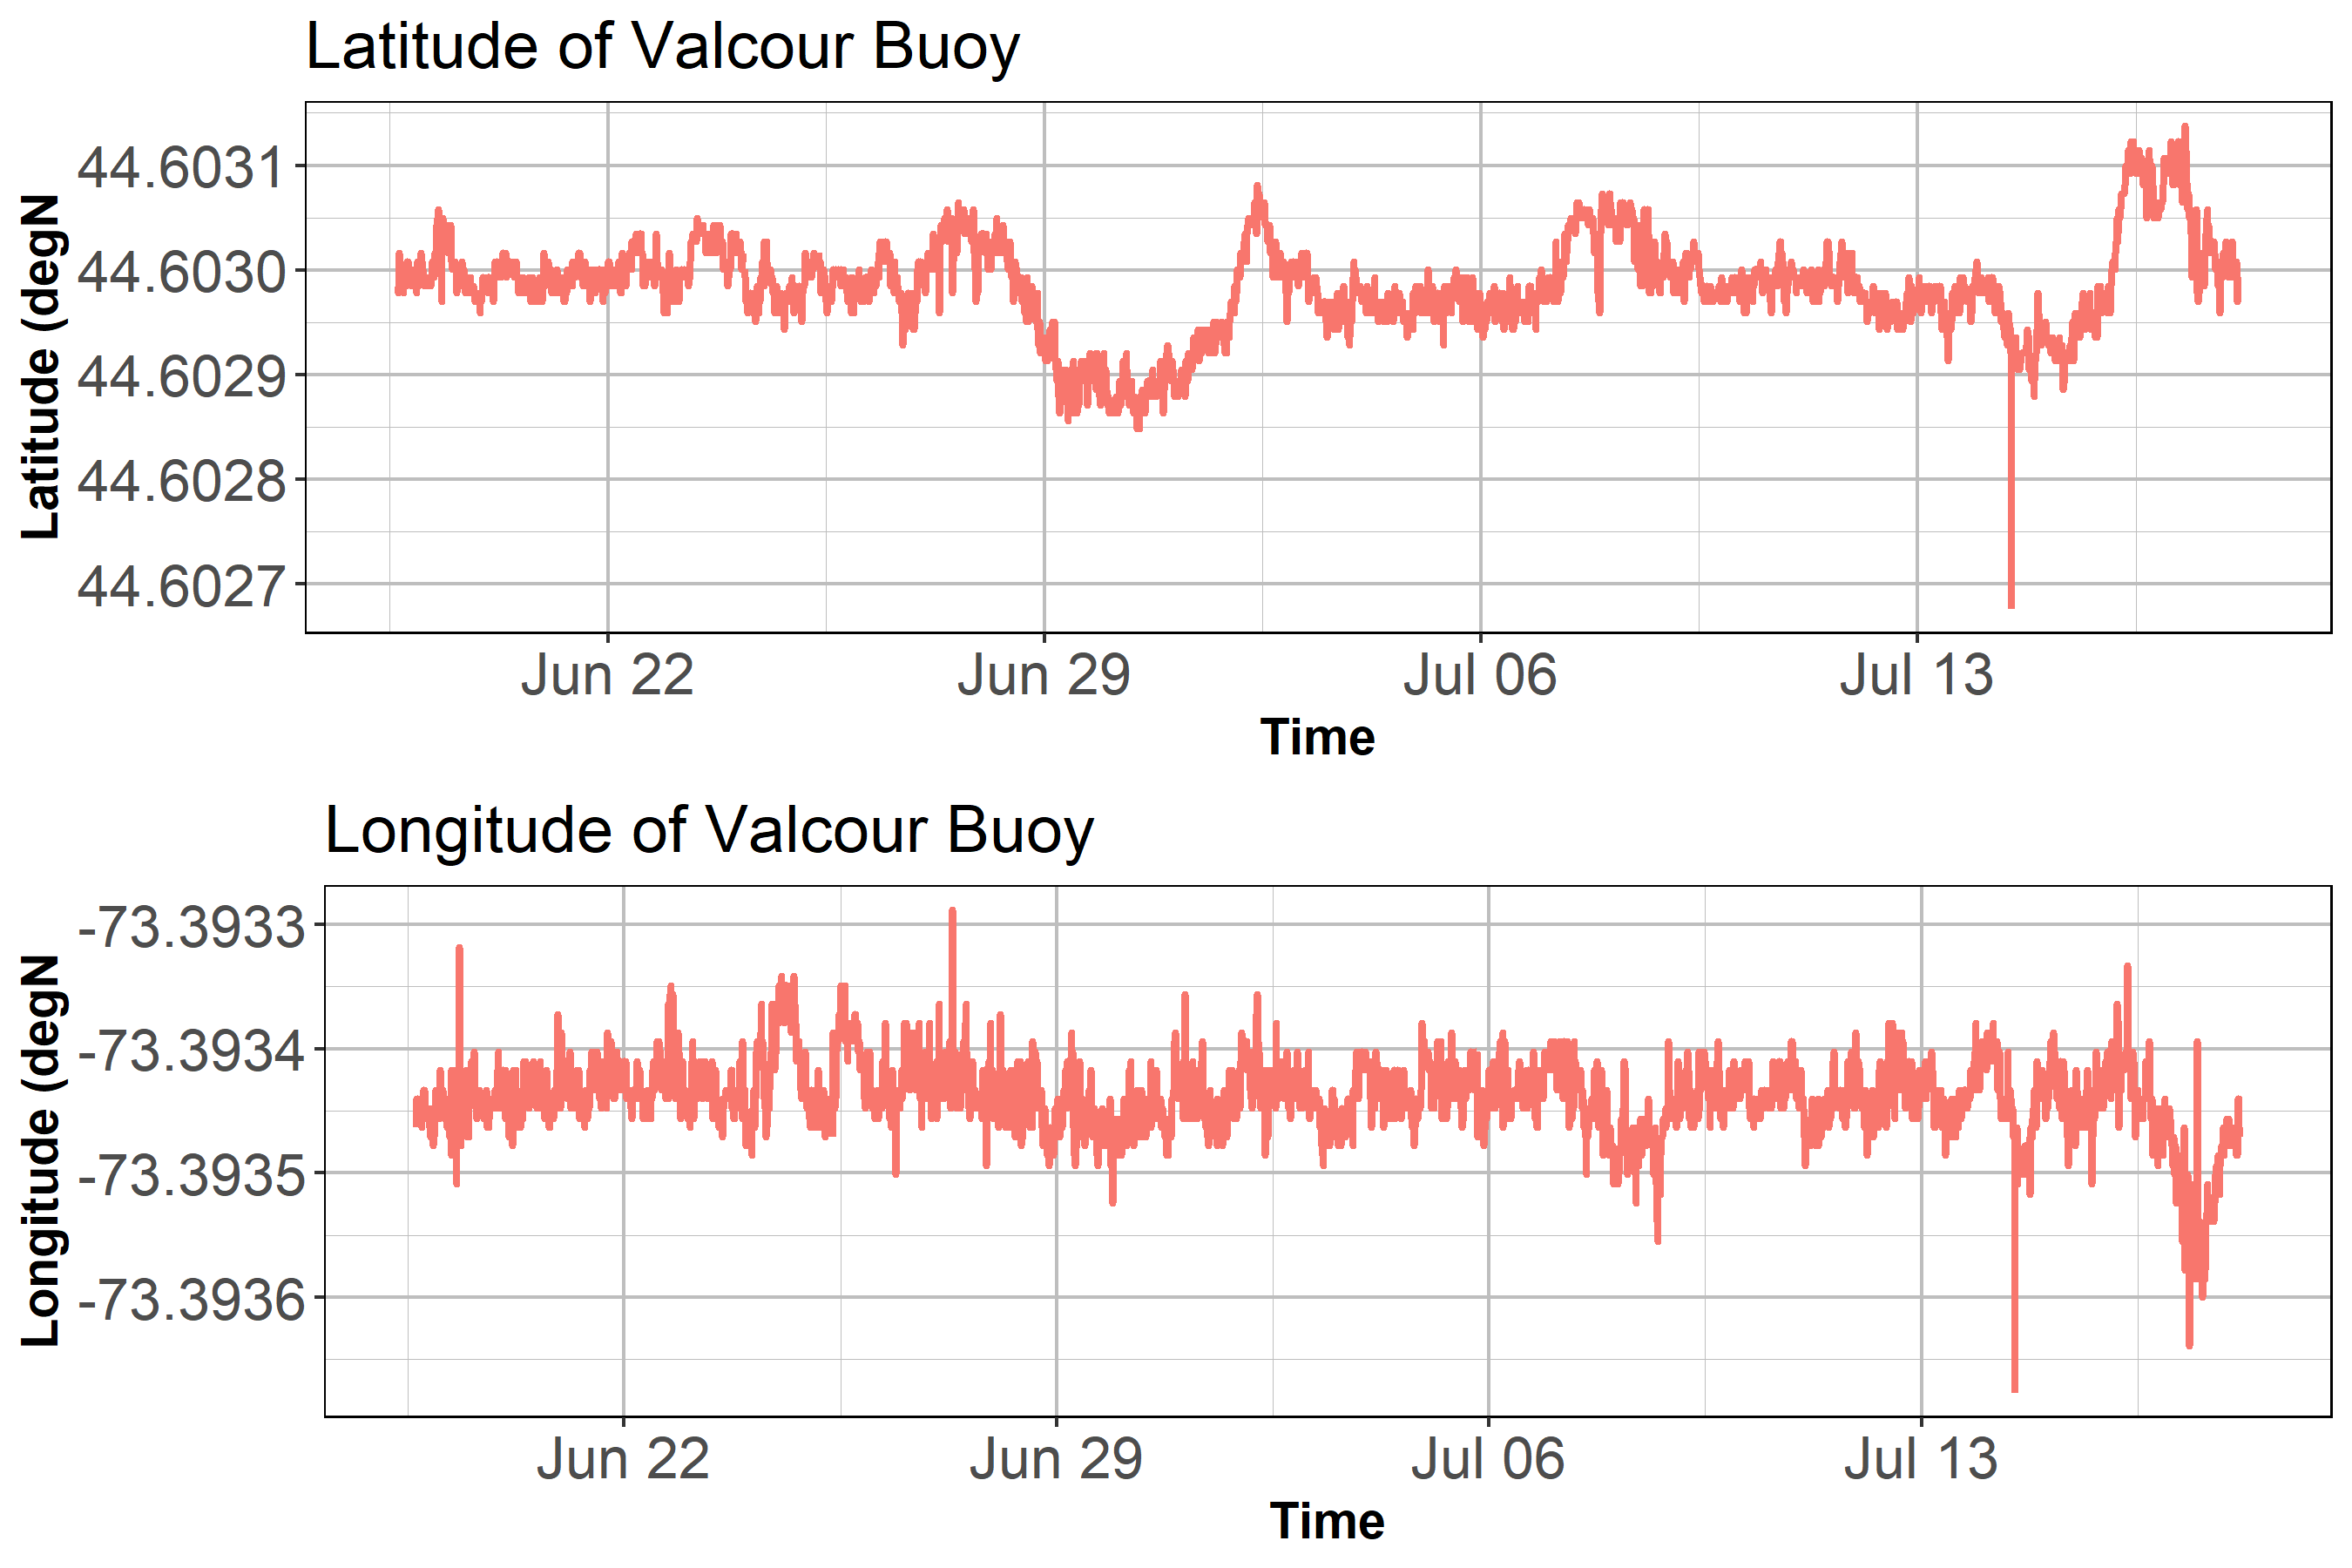 Latitude of Valcour Buoy
Latitude (degN
44.6031
44.6030
44.6029
44.6028
44.6027
Jun 22 Jun 29 Jul 06 Jul 13
Time
Longitude of Valcour Buoy
Longitude (degN
-73.3933
-73.3934
-73.3935
-73.3936
Jun 22 Jun 29 Jul 06 Jul 13
Time